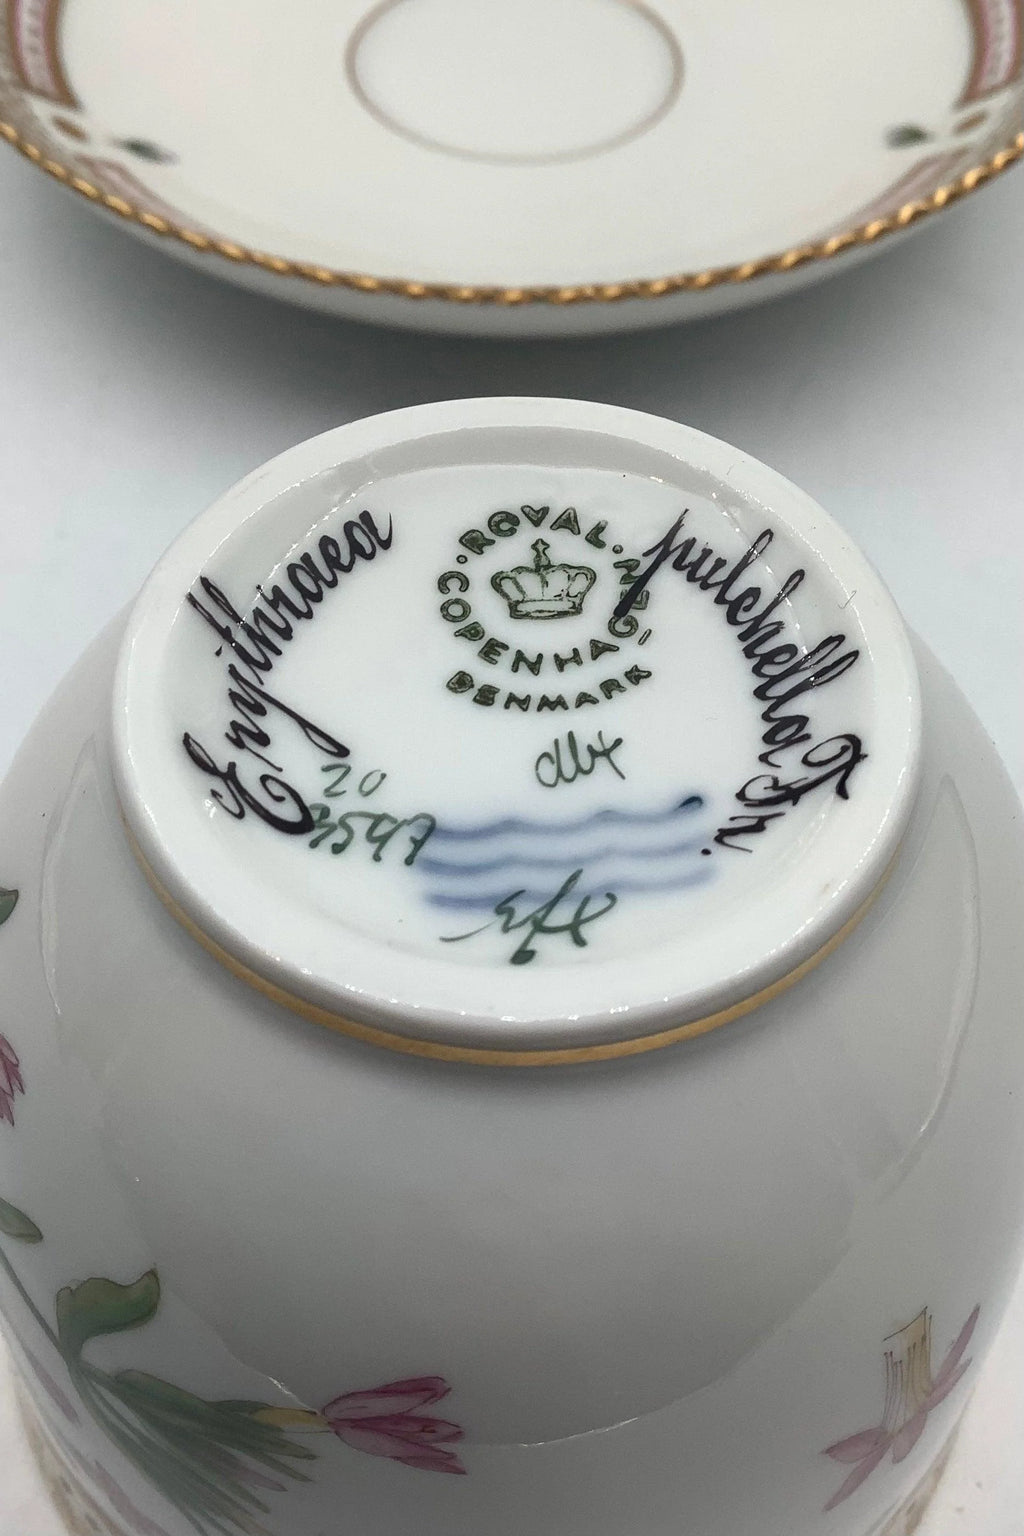 ROYAL
COPENHAGEN
DENMARK
Erythraea
pulchella Fr.
20
3597